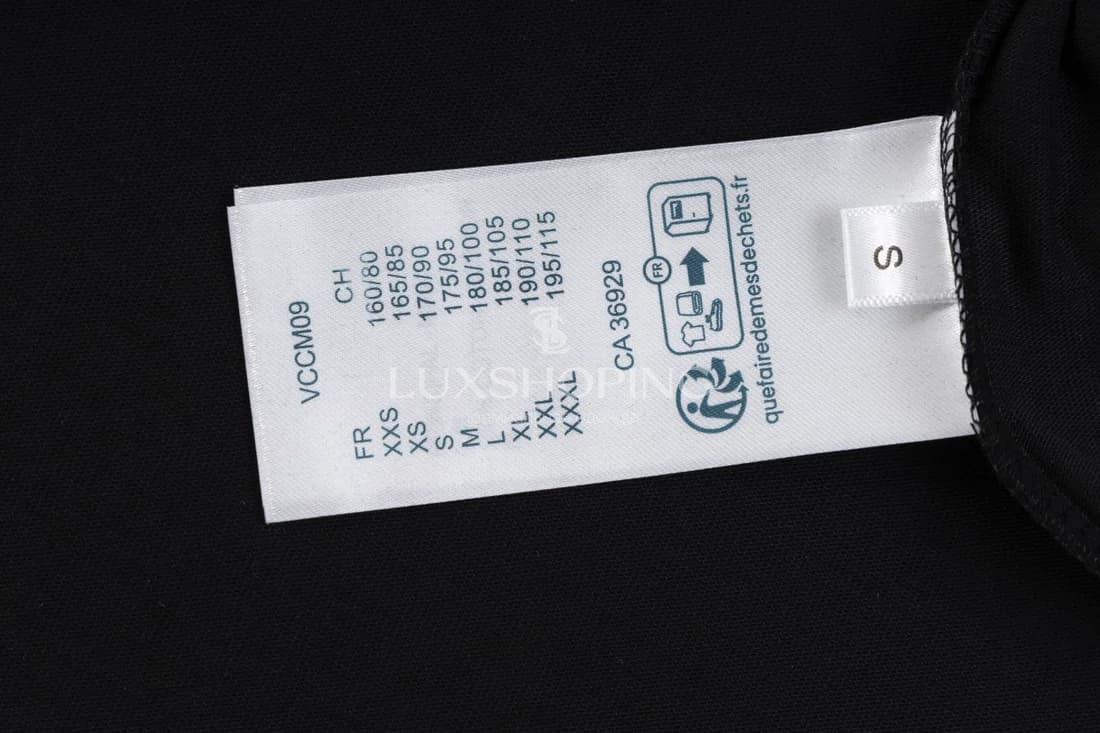 VCCM09
FR CH
XXS 160/80
XS 165/85
S 170/90
M 175/95
L 180/100
XL 185/105
XXL 190/110
XXXL 195/115
CA 36929
FR
quefairedemesdechets.fr
S
LUXSHOPING